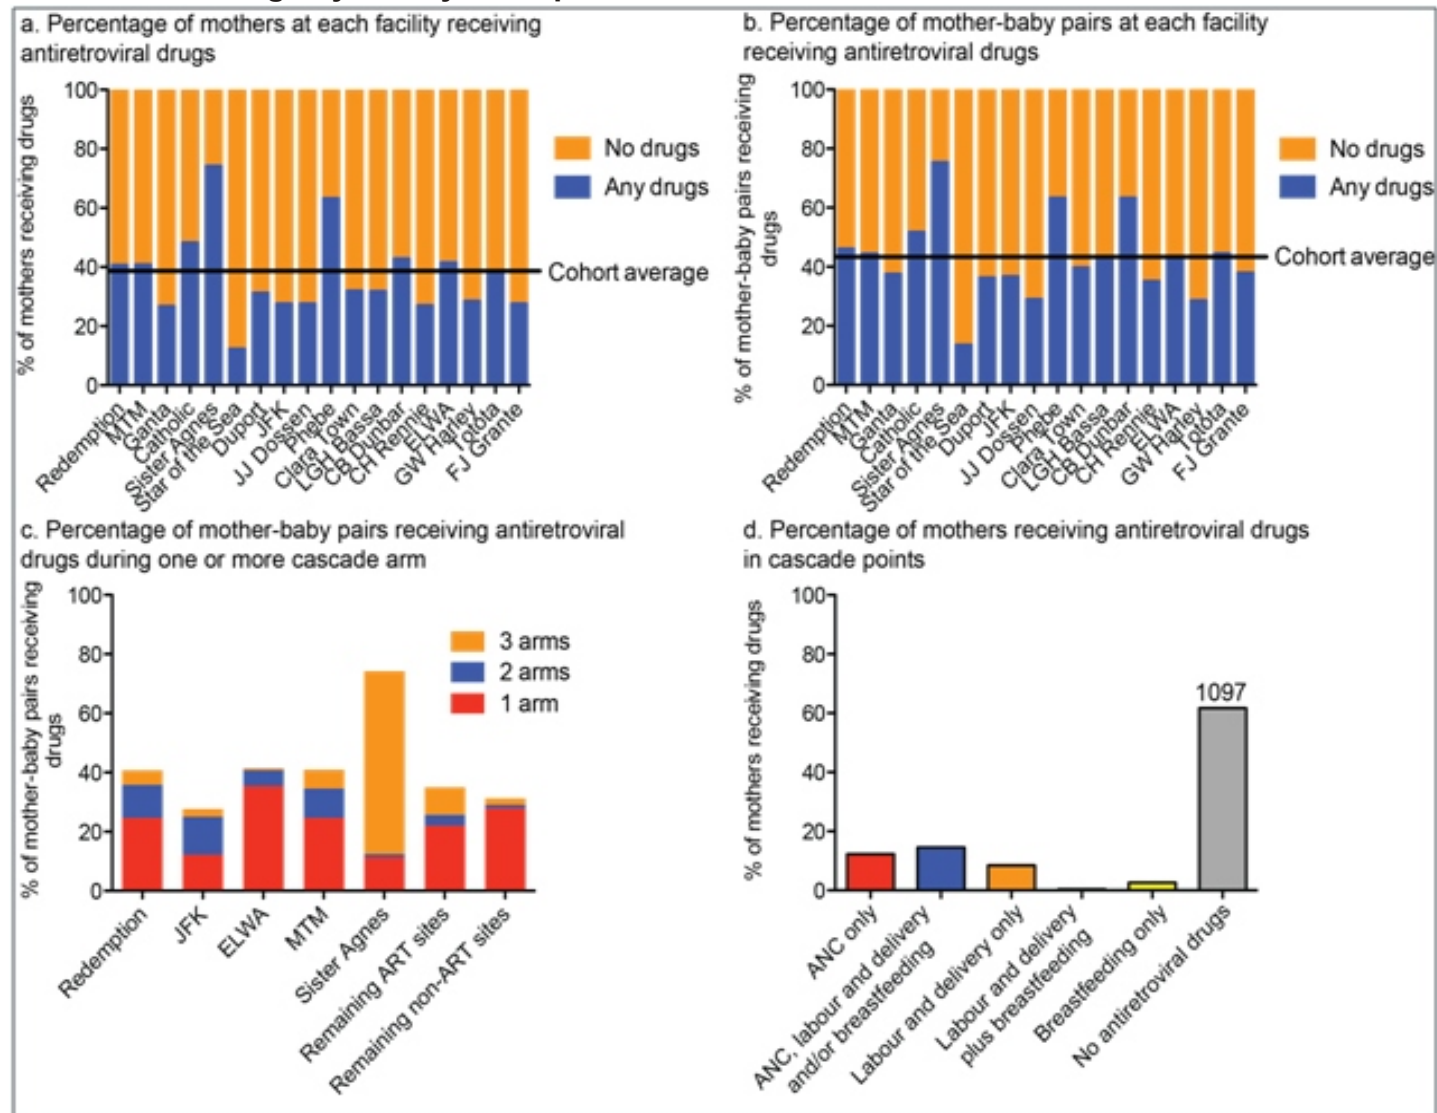 a. Percentage of mothers at each facility receiving
antiretroviral drugs
% of mothers receiving drugs
100
80
60
40
20
0
No drugs
Any drugs
Cohort average
Redemption
MTM
Ganta
Catholic
Sister Agnes
Star of the Sea
Duport
JFK
JJ Dossen
Phebe
Clara Town
LGH Bassa
CB Dunbar
CH Rennie
ELWA
GW Harley
Totota
FJ Grante
b. Percentage of mother-baby pairs at each facility
receiving antiretroviral drugs
% of mother-baby pairs receiving
drugs
100
80
60
40
20
0
No drugs
Any drugs
Cohort average
Redemption
MTM
Ganta
Catholic
Sister Agnes
Star of the Sea
Duport
JFK
JJ Dossen
Phebe
Clara Town
LGH Bassa
CB Dunbar
CH Rennie
ELWA
GW Harley
Totota
FJ Grante
c. Percentage of mother-baby pairs receiving antiretroviral
drugs during one or more cascade arm
% of mother-baby pairs receiving
drugs
100
80
60
40
20
0
3 arms
2 arms
1 arm
Redemption
JFK
ELWA
MTM
Sister Agnes
Remaining ART sites
Remaining non-ART sites
d. Percentage of mothers receiving antiretroviral drugs
in cascade points
% of mothers receiving drugs
100
80
60
40
20
0
1097
ANC only
ANC, labour and delivery
and/or breastfeeding
Labour and delivery only
Labour and delivery
plus breastfeeding
Breastfeeding only
No antiretroviral drugs